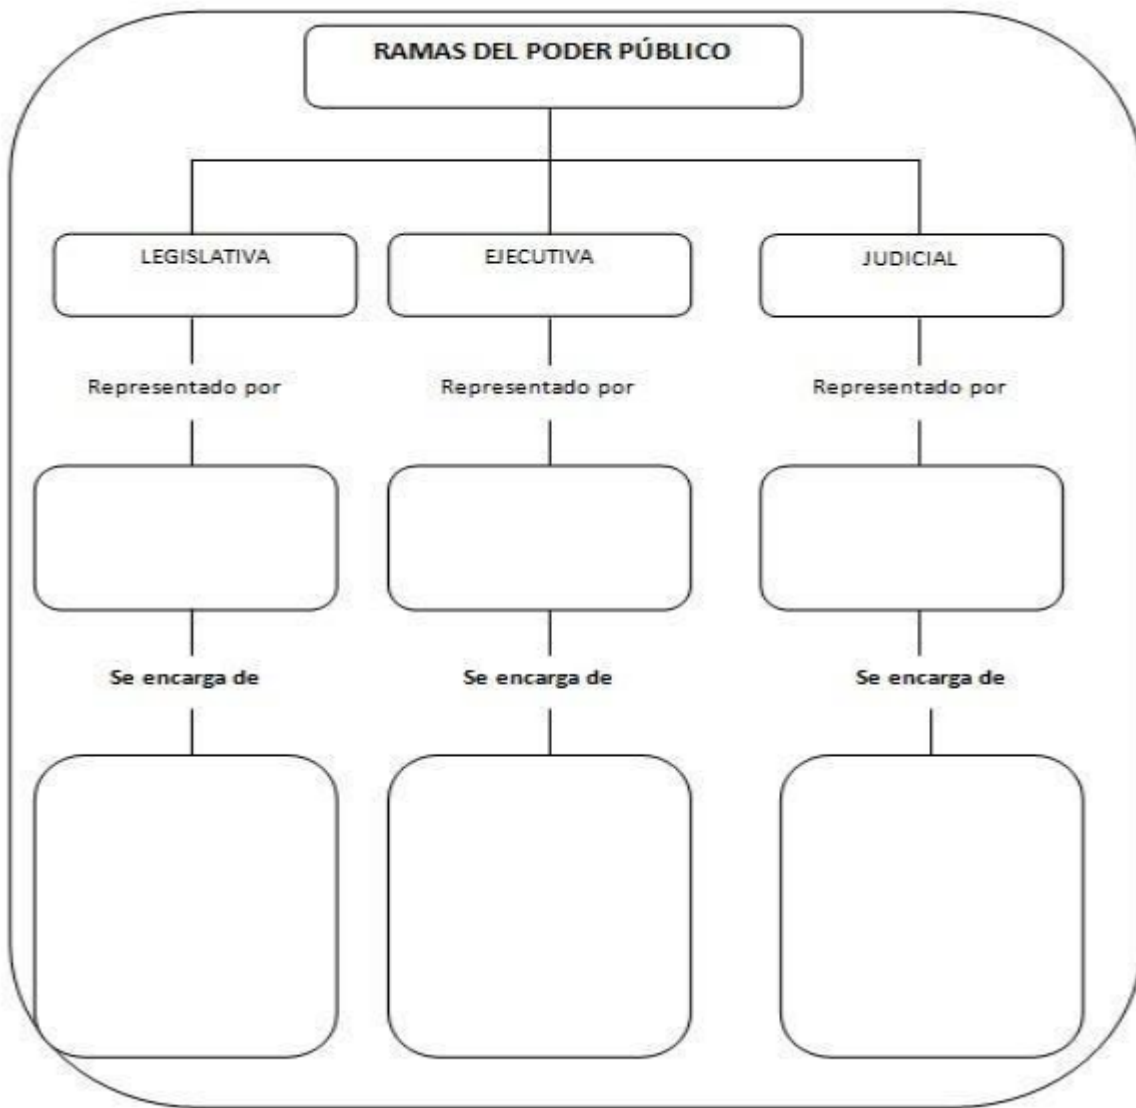 RAMAS DEL PODER PÚBLICO
LEGISLATIVA
EJECUTIVA
JUDICIAL
Representado por
Representado por
Representado por
Se encarga de
Se encarga de
Se encarga de